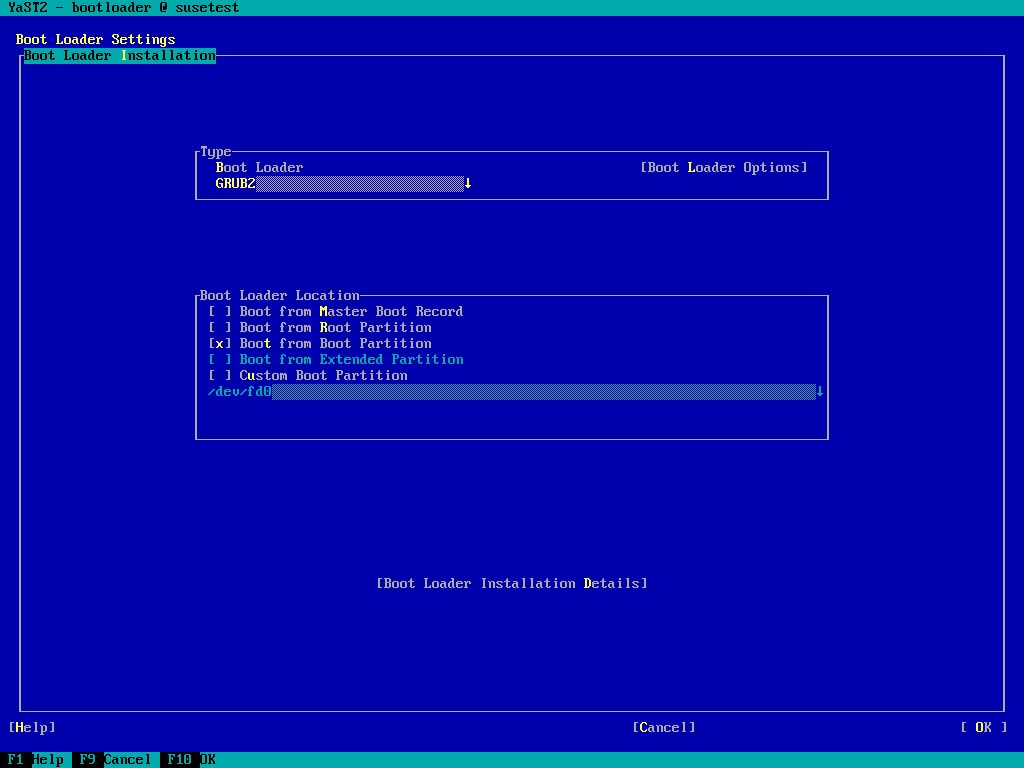 YaST2 - bootloader @ susetest
Boot Loader Settings
Boot Loader Installation
Type
Boot Loader [Boot Loader Options]
GRUB2 ↓
Boot Loader Location
[ ] Boot from Master Boot Record
[ ] Boot from Root Partition
[x] Boot from Boot Partition
[ ] Boot from Extended Partition
[ ] Custom Boot Partition
/dev/fd0 ↓
[Boot Loader Installation Details]
[Help] [Cancel] [ OK ]
F1 Help F9 Cancel F10 OK